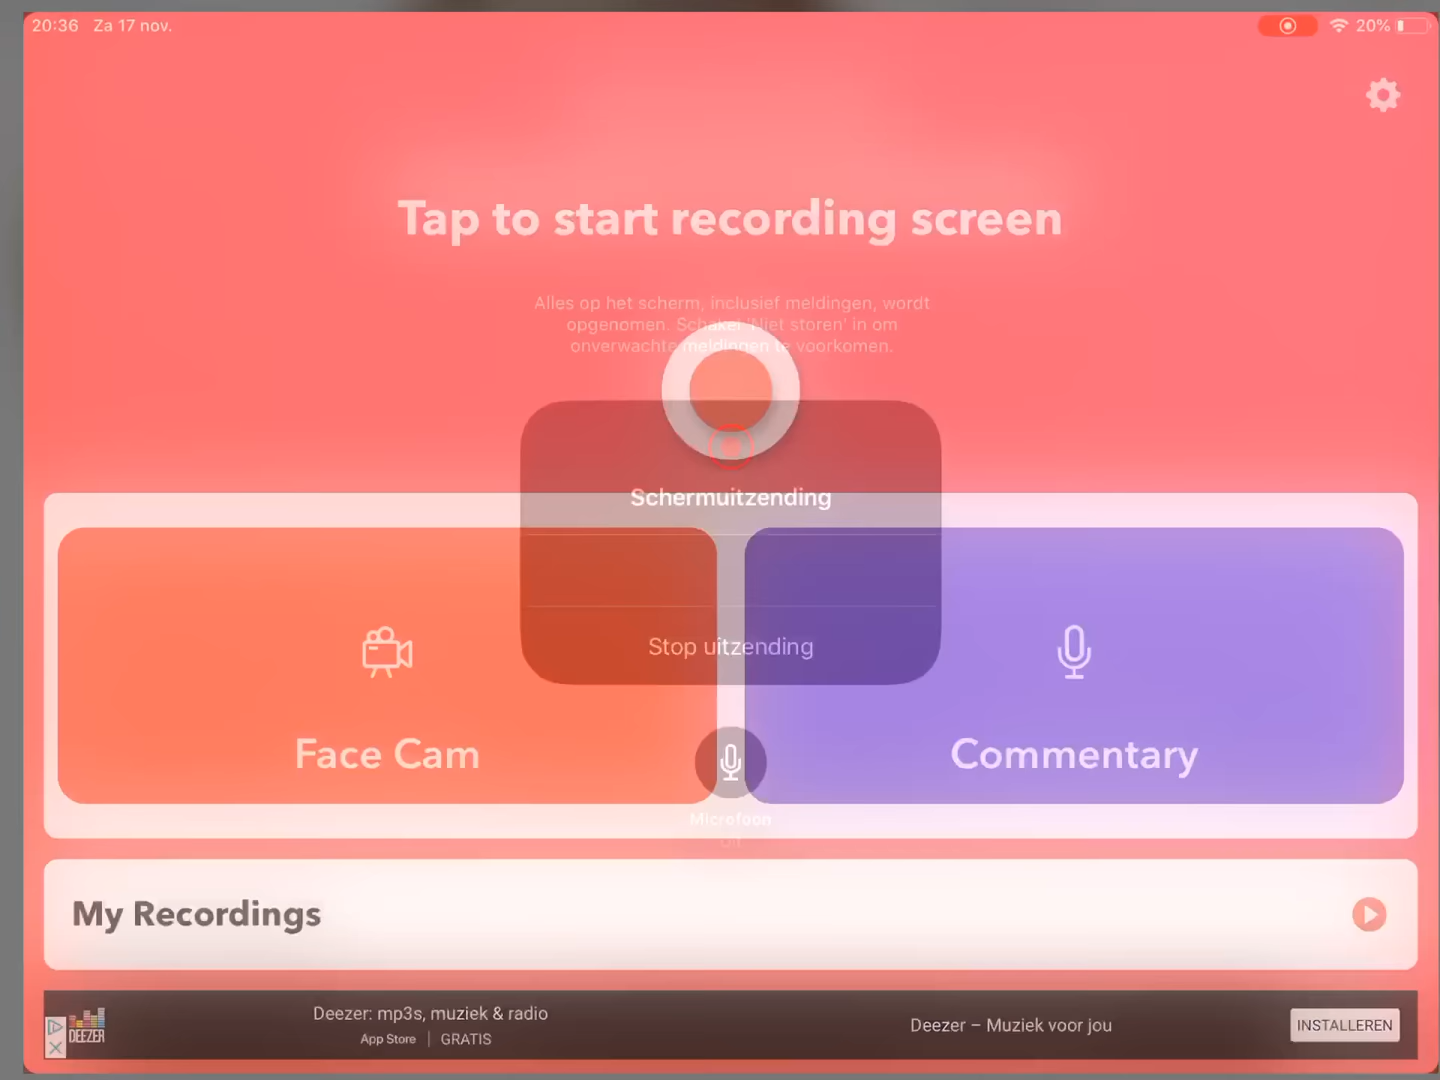 20:36 Za 17 nov.
20%
Tap to start recording screen
Alles op het scherm, inclusief meldingen, wordt
opgenomen. Schakel 'Niet storen' in om
onverwachte meldingen te voorkomen.
Schermuitzending
Stop uitzending
Face Cam
Commentary
Microfoon
Uit
My Recordings
DEEZER
Deezer: mp3s, muziek & radio
App Store | GRATIS
Deezer – Muziek voor jou
INSTALLEREN